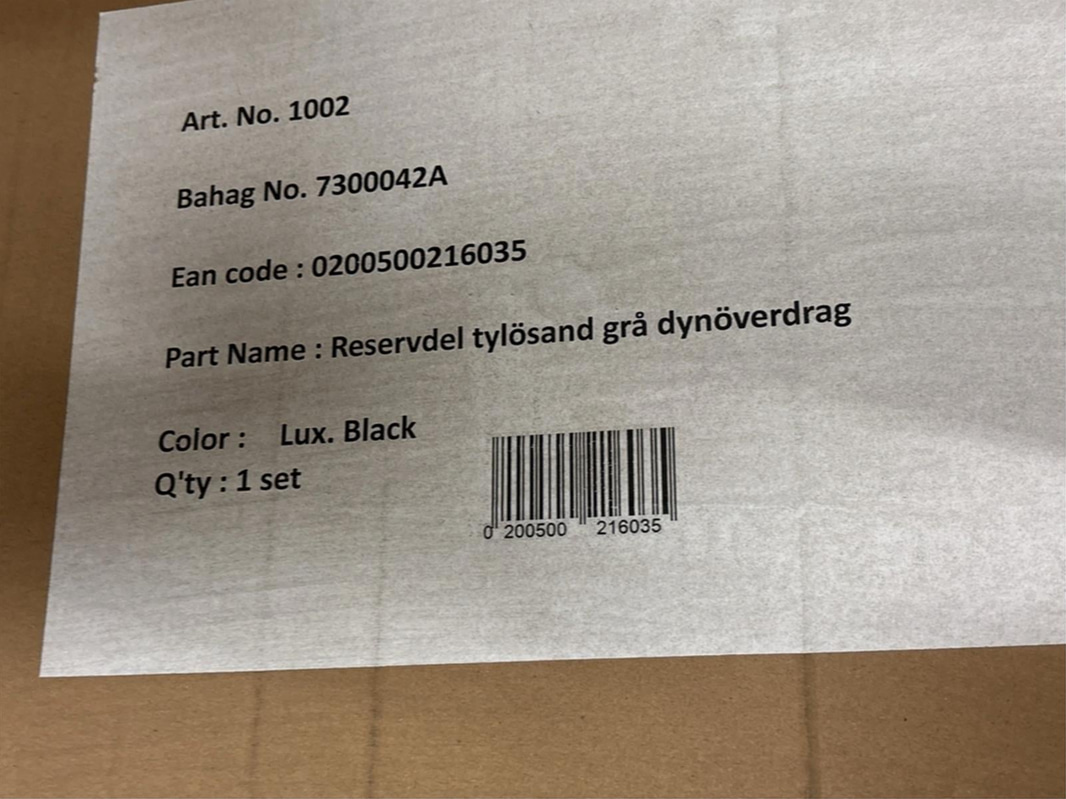 Art. No. 1002
Bahag No. 7300042A
Ean code : 0200500216035
Part Name : Reservdel tylösand grå dynöverdrag
Color : Lux. Black
Q'ty : 1 set
0 200500 216035